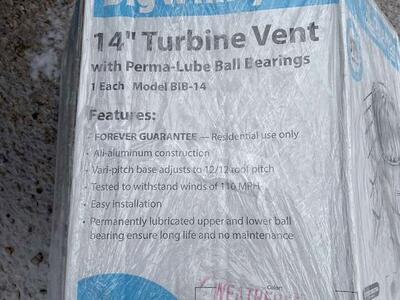 14" Turbine Vent
with Perma-Lube Ball Bearings
1 Each Model BIB-14
Features:
• FOREVER GUARANTEE — Residential use only
• All-aluminum construction
• Vari-pitch base adjusts to 12/12 roof pitch
• Tested to withstand winds of 110 MPH
• Easy installation
• Permanently lubricated upper and lower ball
bearing ensure long life and no maintenance
Color: